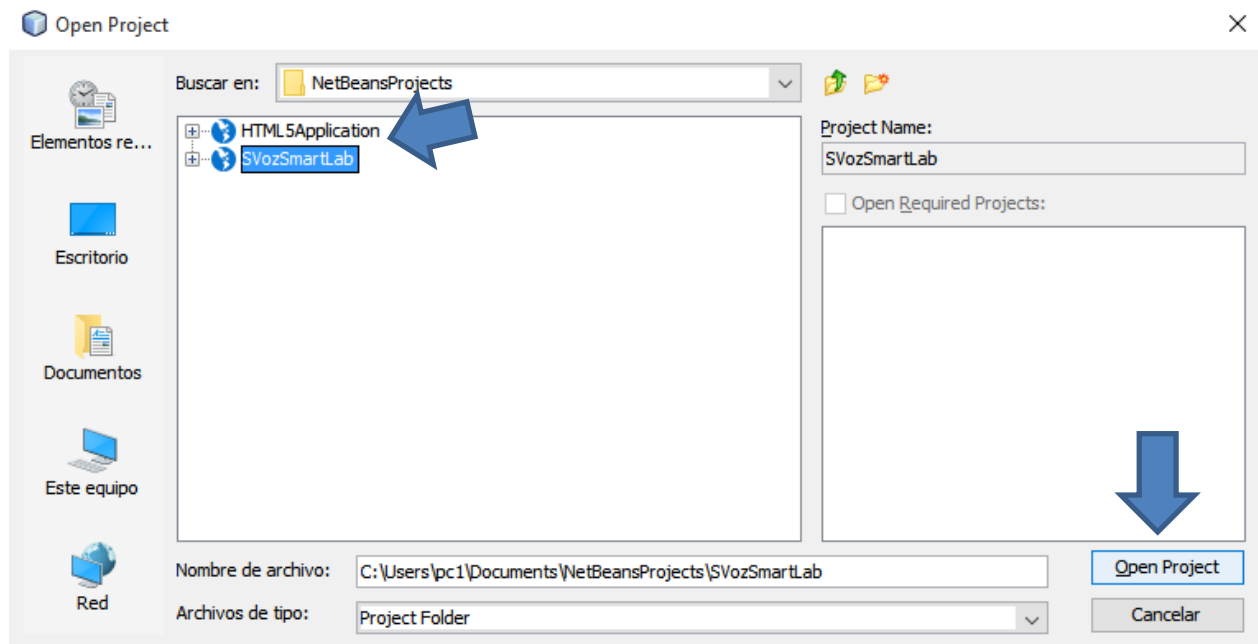 Open Project
Buscar en:
NetBeansProjects
Elementos re...
Escritorio
Documentos
Este equipo
Red
HTML5Application
SVozSmartLab
Project Name:
SVozSmartLab
Open Required Projects:
Nombre de archivo:
C:\Users\pc1\Documents\NetBeansProjects\SVozSmartLab
Open Project
Archivos de tipo:
Project Folder
Cancelar